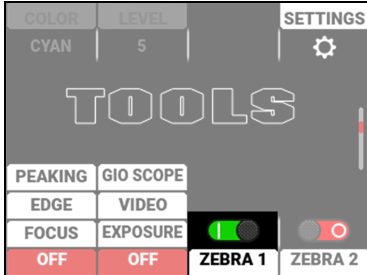 COLOR LEVEL SETTINGS
CYAN 5
TOOLS
PEAKING GIO SCOPE
EDGE VIDEO
FOCUS EXPOSURE
OFF OFF ZEBRA 1 ZEBRA 2